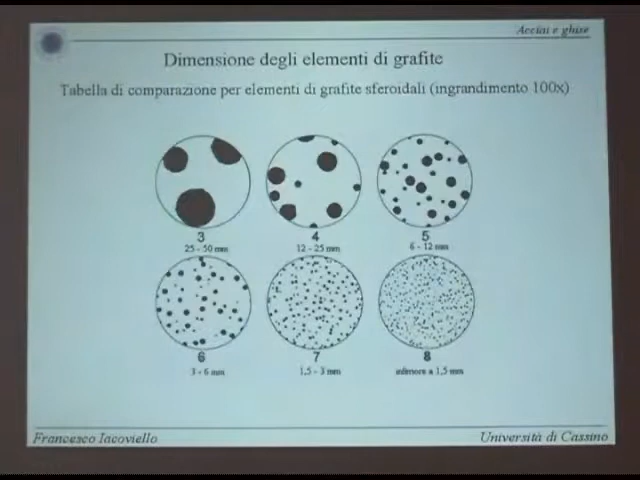 Acciai e ghise
Dimensione degli elementi di grafite
Tabella di comparazione per elementi di grafite sferoidali (ingrandimento 100x)
3
25 - 50 mm
4
12 - 25 mm
5
6 - 12 mm
6
3 - 6 mm
7
1,5 - 3 mm
8
inferiore a 1,5 mm
Francesco Iacoviello
Università di Cassino